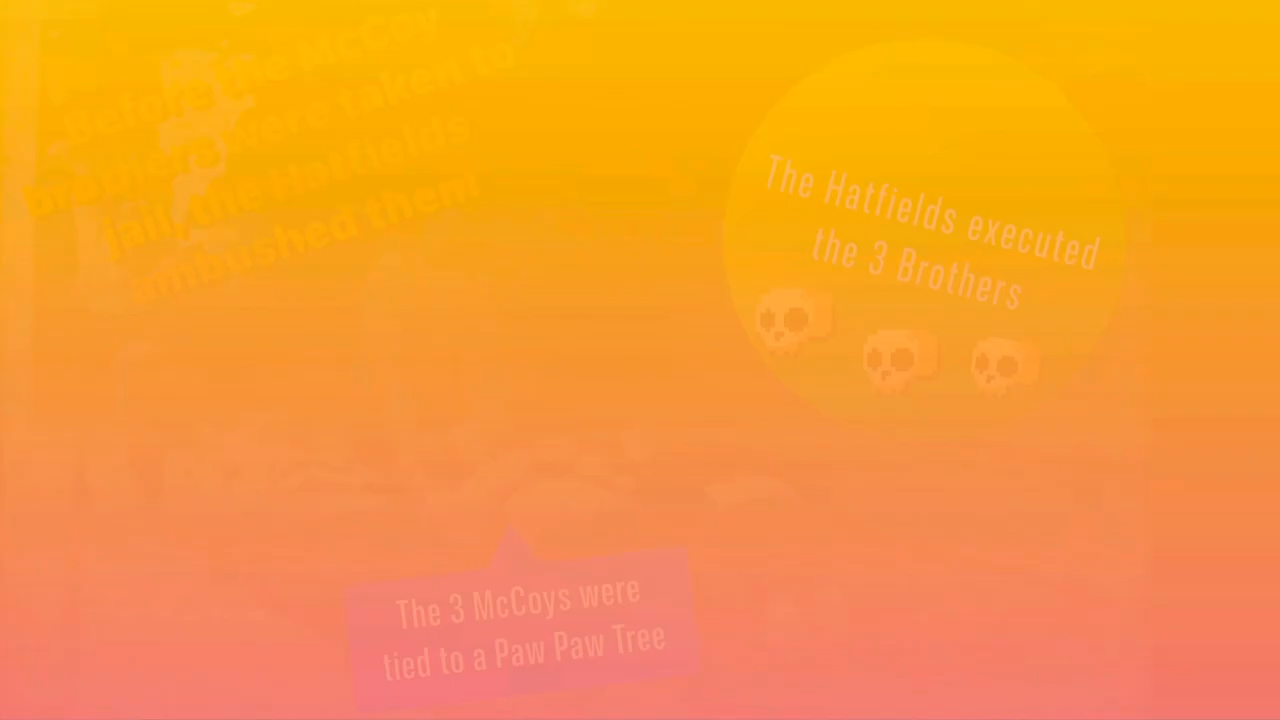 Before the McCoy
brothers ware taken to
jail, the Hatfields
ambushed them
The Hatfields executed
the 3 Brothers
The 3 McCoys were
tied to a Paw Paw Tree